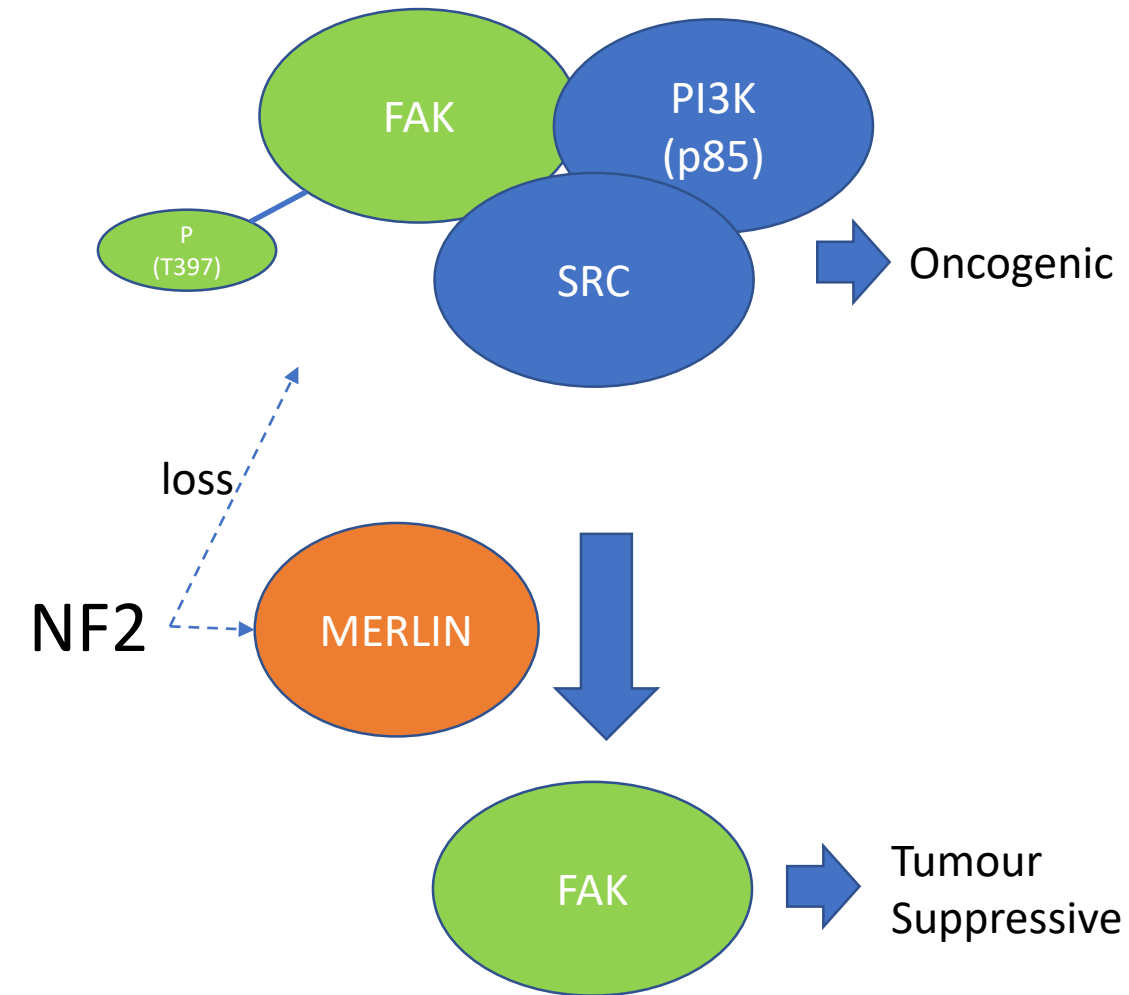 FAK
PI3K
(p85)
P
(T397)
SRC
Oncogenic
loss
NF2
MERLIN
FAK
Tumour
Suppressive